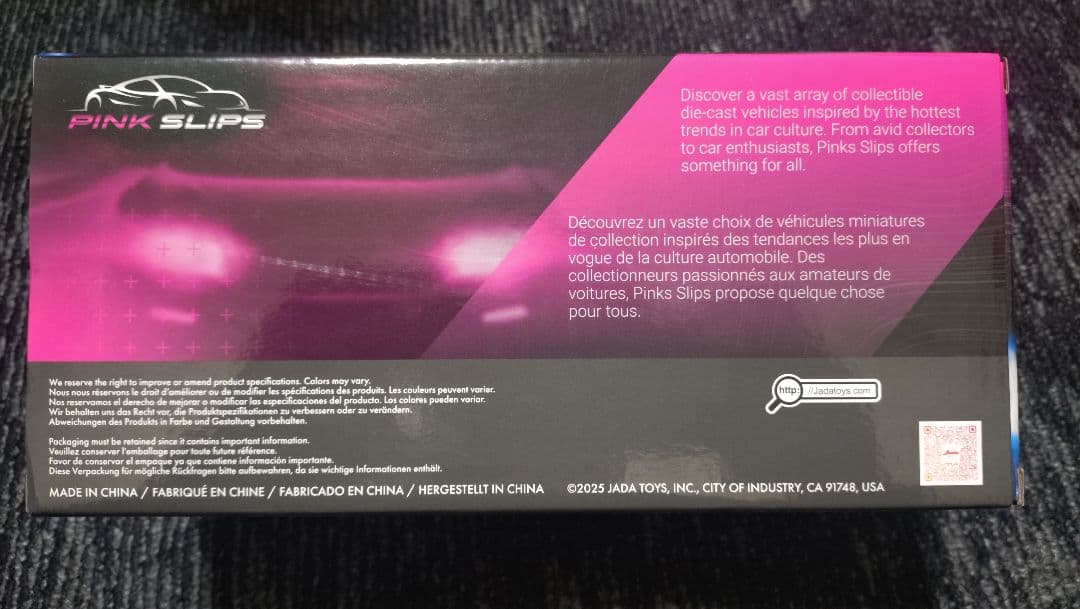 PINK SLIPS
Discover a vast array of collectible
die-cast vehicles inspired by the hottest
trends in car culture. From avid collectors
to car enthusiasts, Pinks Slips offers
something for all.
Découvrez un vaste choix de véhicules miniatures
de collection inspirés des tendances les plus en
vogue de la culture automobile. Des
collectionneurs passionnés aux amateurs de
voitures, Pinks Slips propose quelque chose
pour tous.
We reserve the right to improve or amend product specifications. Colors may vary.
Nous nous réservons le droit d'améliorer ou de modifier les spécifications des produits. Les couleurs peuvent varier.
Nos reservamos el derecho de mejorar o modificar las especificaciones del producto. Los colores pueden variar.
Wir behalten uns das Recht vor, die Produktspezifikationen zu verbessern oder zu verändern.
Abweichungen des Produkts in Farbe und Gestaltung vorbehalten.
Packaging must be retained since it contains important information.
Veuillez conserver l'emballage pour toute future référence.
Favor de conservar el empaque ya que contiene información importante.
Diese Verpackung für mögliche Rückfragen bitte aufbewahren, da sie wichtige Informationen enthält.
http: //Jadatoys.com
MADE IN CHINA / FABRIQUÉ EN CHINE / FABRICADO EN CHINA / HERGESTELLT IN CHINA
©2025 JADA TOYS, INC., CITY OF INDUSTRY, CA 91748, USA